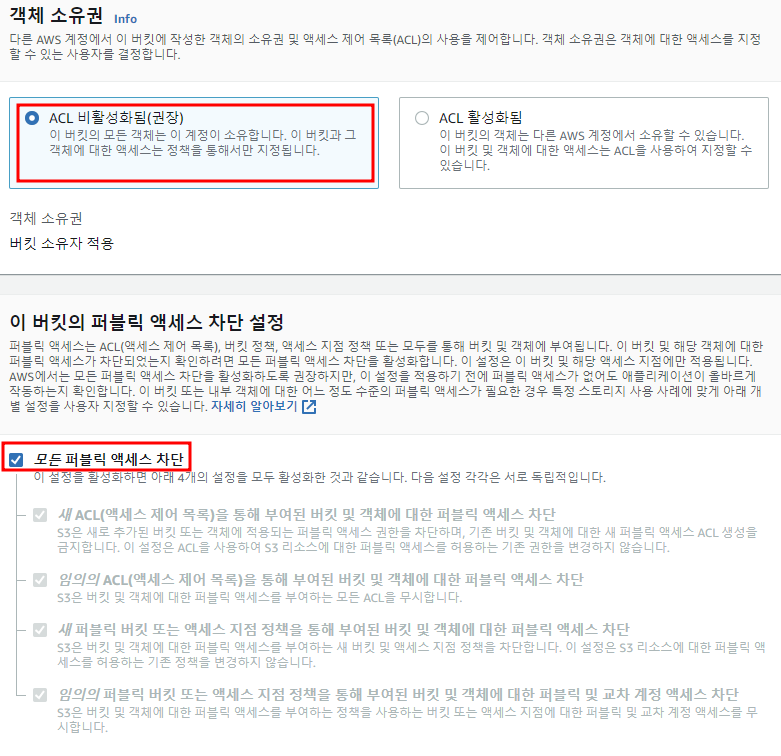 객체 소유권 Info
다른 AWS 계정에서 이 버킷에 작성한 객체의 소유권 및 액세스 제어 목록(ACL)의 사용을 제어합니다. 객체 소유권은 객체에 대한 액세스를 지정
할 수 있는 사용자를 결정합니다.
ACL 비활성화됨(권장)
이 버킷의 모든 객체는 이 계정이 소유합니다. 이 버킷과 그
객체에 대한 액세스는 정책을 통해서만 지정됩니다.
ACL 활성화됨
이 버킷의 객체는 다른 AWS 계정에서 소유할 수 있습니다.
이 버킷 및 객체에 대한 액세스는 ACL을 사용하여 지정할 수
있습니다.
객체 소유권
버킷 소유자 적용
이 버킷의 퍼블릭 액세스 차단 설정
퍼블릭 액세스는 ACL(액세스 제어 목록), 버킷 정책, 액세스 지점 정책 또는 모두를 통해 버킷 및 객체에 부여됩니다. 이 버킷 및 해당 객체에 대한
퍼블릭 액세스가 차단되었는지 확인하려면 모든 퍼블릭 액세스 차단을 활성화합니다. 이 설정은 이 버킷 및 해당 액세스 지점에만 적용됩니다.
AWS에서는 모든 퍼블릭 액세스 차단을 활성화하도록 권장하지만, 이 설정을 적용하기 전에 퍼블릭 액세스가 없어도 애플리케이션이 올바르게
작동하는지 확인합니다. 이 버킷 또는 내부 객체에 대한 어느 정도 수준의 퍼블릭 액세스가 필요한 경우 특정 스토리지 사용 사례에 맞게 아래 개
별 설정을 사용자 지정할 수 있습니다. 자세히 알아보기
모든 퍼블릭 액세스 차단
이 설정을 활성화하면 아래 4개의 설정을 모두 활성화한 것과 같습니다. 다음 설정 각각은 서로 독립적입니다.
새 ACL(액세스 제어 목록)을 통해 부여된 버킷 및 객체에 대한 퍼블릭 액세스 차단
S3은 새로 추가된 버킷 또는 객체에 적용되는 퍼블릭 액세스 권한을 차단하며, 기존 버킷 및 객체에 대한 새 퍼블릭 액세스 ACL 생성을
금지합니다. 이 설정은 ACL을 사용하여 S3 리소스에 대한 퍼블릭 액세스를 허용하는 기존 권한을 변경하지 않습니다.
임의의 ACL(액세스 제어 목록)을 통해 부여된 버킷 및 객체에 대한 퍼블릭 액세스 차단
S3은 버킷 및 객체에 대한 퍼블릭 액세스를 부여하는 모든 ACL을 무시합니다.
새 퍼블릭 버킷 또는 액세스 지점 정책을 통해 부여된 버킷 및 객체에 대한 퍼블릭 액세스 차단
S3은 버킷 및 객체에 대한 퍼블릭 액세스를 부여하는 새 버킷 및 액세스 지점 정책을 차단합니다. 이 설정은 S3 리소스에 대한 퍼블릭 액
세스를 허용하는 기존 정책을 변경하지 않습니다.
임의의 퍼블릭 버킷 또는 액세스 지점 정책을 통해 부여된 버킷 및 객체에 대한 퍼블릭 및 교차 계정 액세스 차단
S3은 버킷 및 객체에 대한 퍼블릭 액세스를 부여하는 정책을 사용하는 버킷 또는 액세스 지점에 대한 퍼블릭 및 교차 계정 액세스를 무
시합니다.